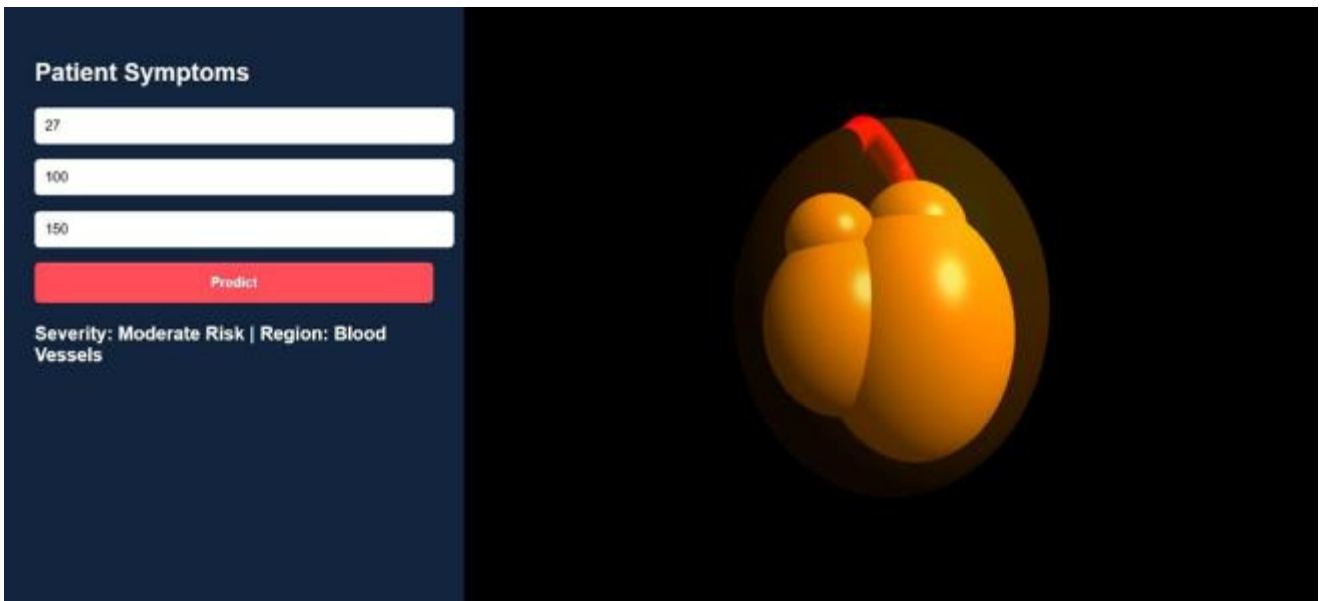 Patient Symptoms
27
100
150
Predict
Severity: Moderate Risk | Region: Blood
Vessels